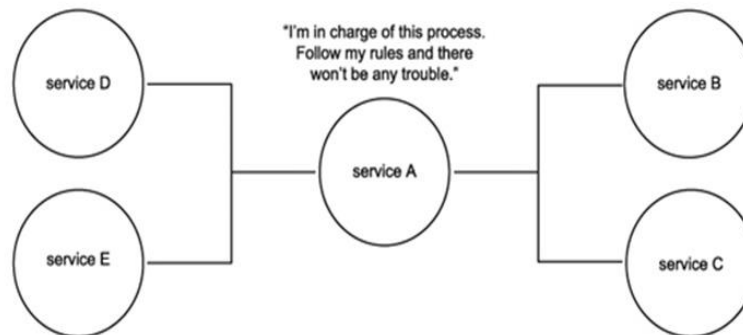 "I'm in charge of this process.
Follow my rules and there
won't be any trouble."
service D
service A
service B
service E
service C